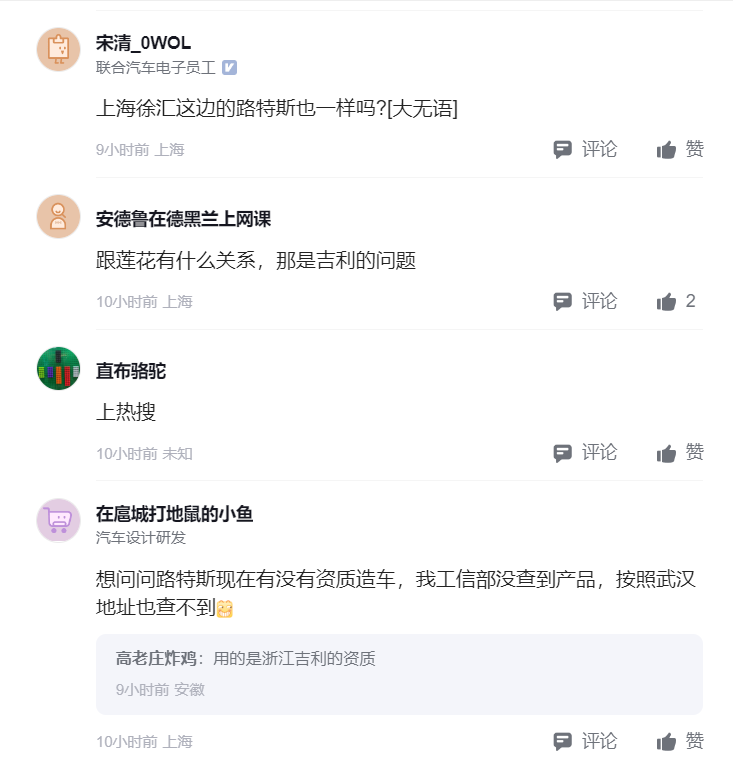 宋清_0WOL
联合汽车电子员工
上海徐汇这边的路特斯也一样吗?[大无语]
9小时前 上海
评论
赞
安德鲁在德黑兰上网课
跟莲花有什么关系，那是吉利的问题
10小时前 上海
评论
2
直布骆驼
上热搜
10小时前 未知
评论
赞
在扈城打地鼠的小鱼
汽车设计研发
想问问路特斯现在有没有资质造车，我工信部没查到产品，按照武汉
地址也查不到
高老庄炸鸡：用的是浙江吉利的资质
9小时前 安徽
10小时前 上海
评论
赞